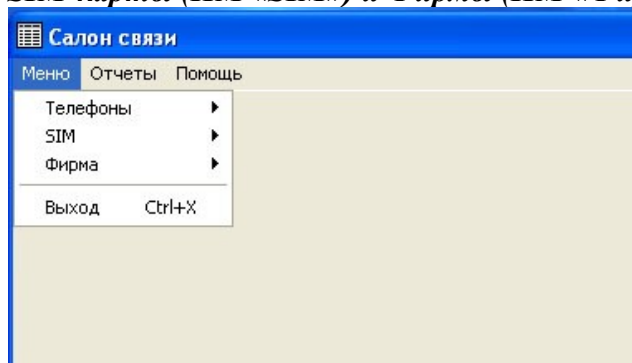 Салон связи
Меню Отчеты Помощь
Телефоны
SIM
Фирма
Выход Ctrl+X